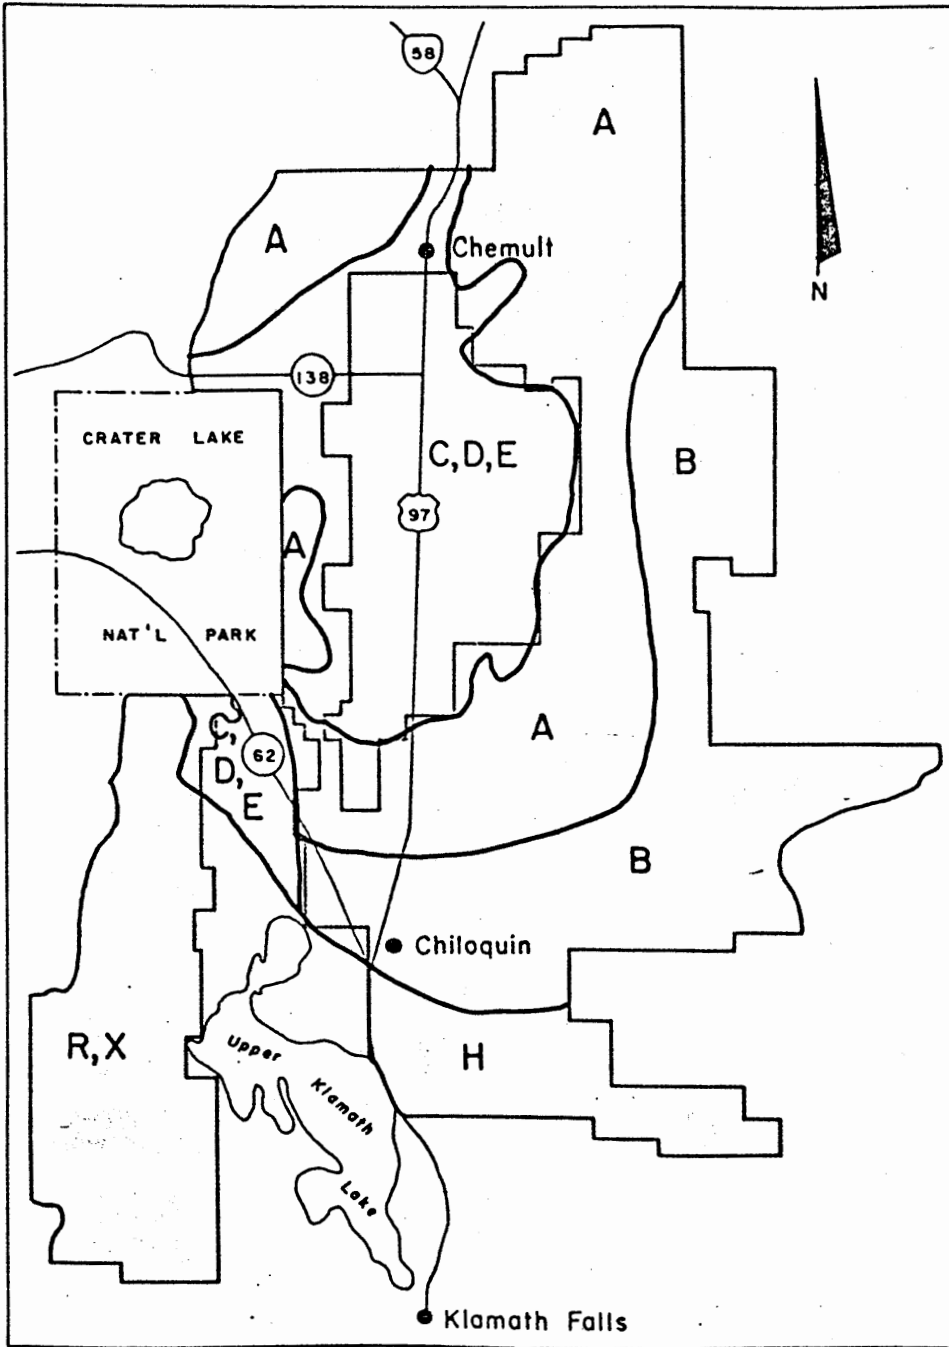 58
A
A
Chemult
N
138
CRATER LAKE
C, D, E
B
97
A
NAT'L PARK
C,
A
62
D,
E
B
Chiloquin
R, X
Upper
H
Klamath
Lake
Klamath Falls